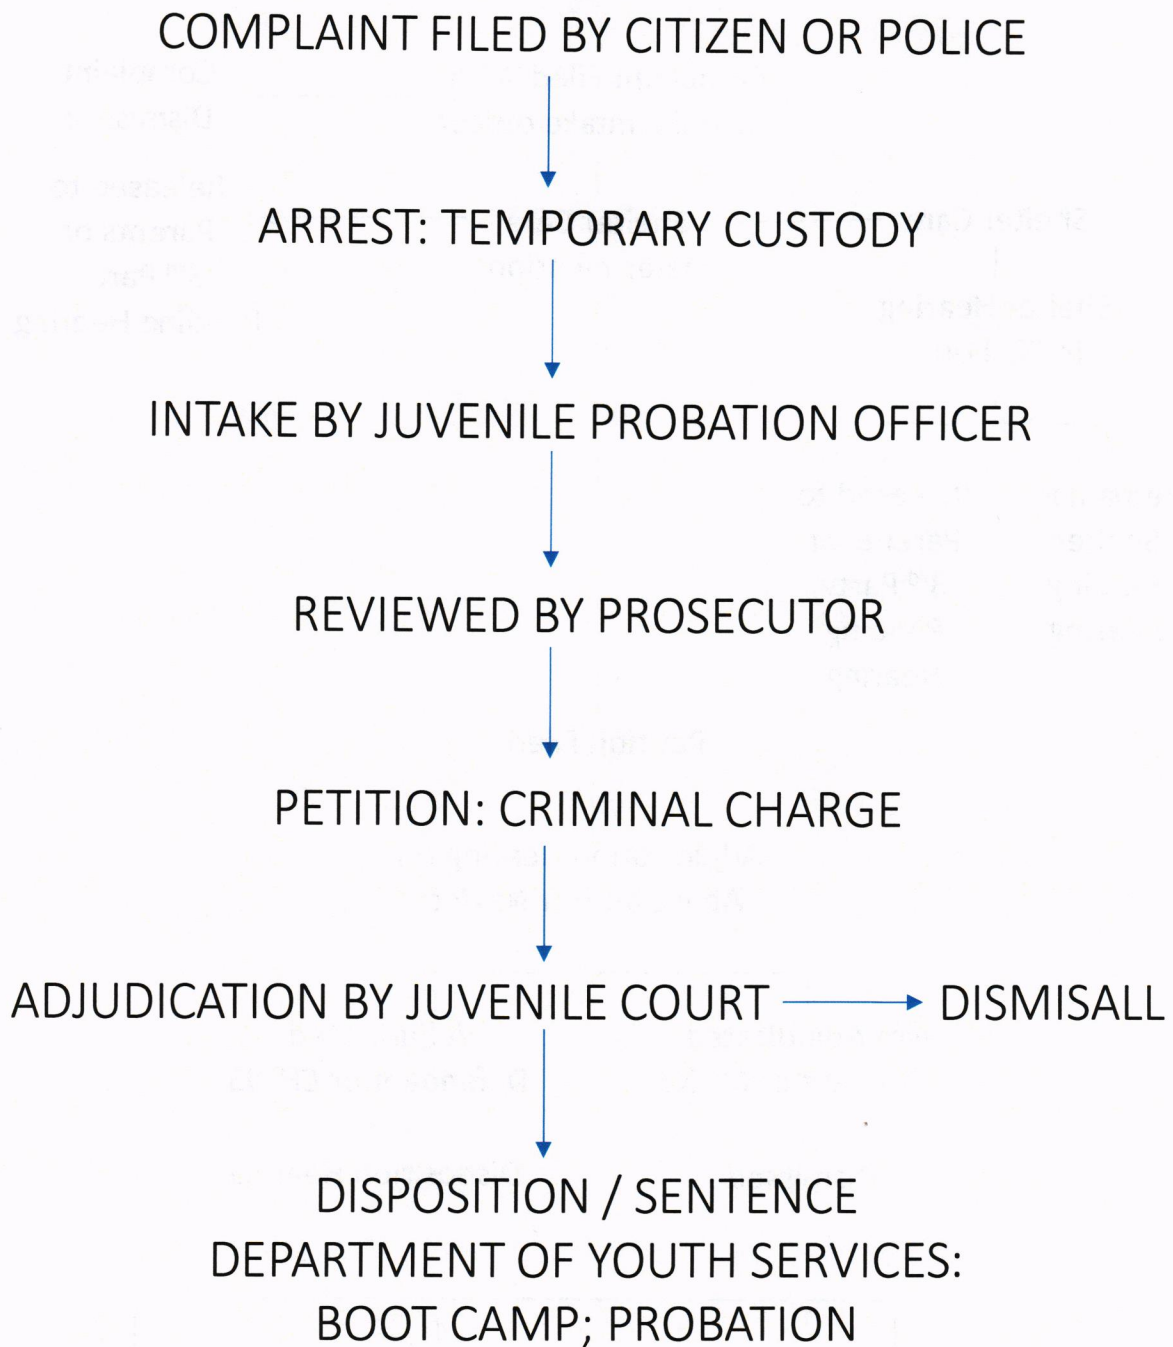 COMPLAINT FILED BY CITIZEN OR POLICE
ARREST: TEMPORARY CUSTODY
INTAKE BY JUVENILE PROBATION OFFICER
REVIEWED BY PROSECUTOR
PETITION: CRIMINAL CHARGE
ADJUDICATION BY JUVENILE COURT DISMISALL
DISPOSITION / SENTENCE
DEPARTMENT OF YOUTH SERVICES:
BOOT CAMP; PROBATION